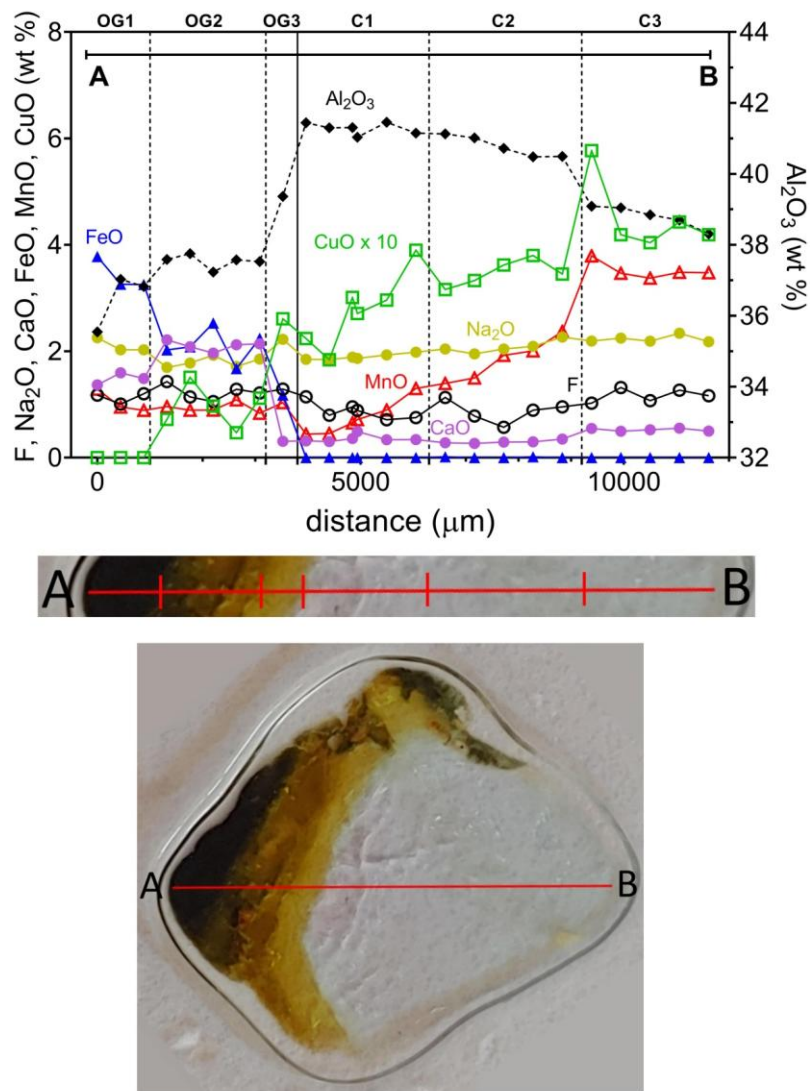 OG1 OG2 OG3 C1 C2 C3
8 44
A B
Al₂O₃
42
6
FeO
40
CuO x 10
4
38
Na₂O
36
2
MnO F
34
CaO
0 32
0 5000 10000
distance (μm)
F, Na₂O, CaO, FeO, MnO, CuO (wt %)
Al₂O₃ (wt %)
A B
A B